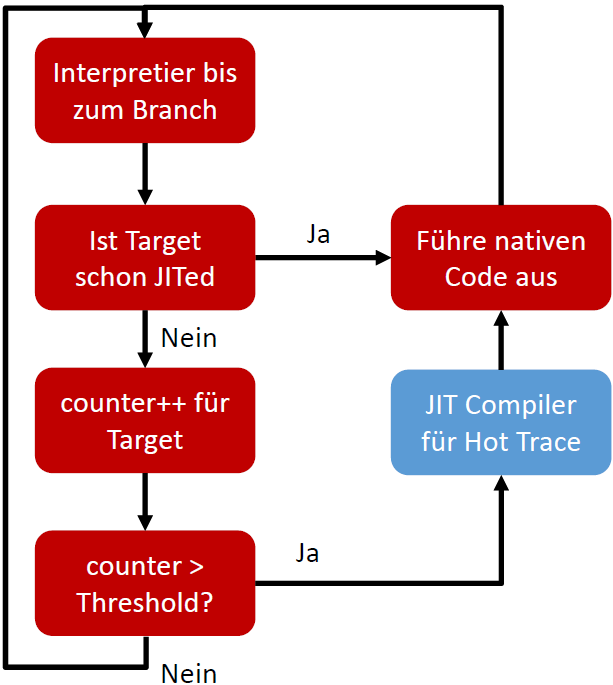 Interpretier bis
zum Branch
Ist Target
schon JITed
Ja
Führe nativen
Code aus
Nein
counter++ für
Target
JIT Compiler
für Hot Trace
counter >
Threshold?
Ja
Nein